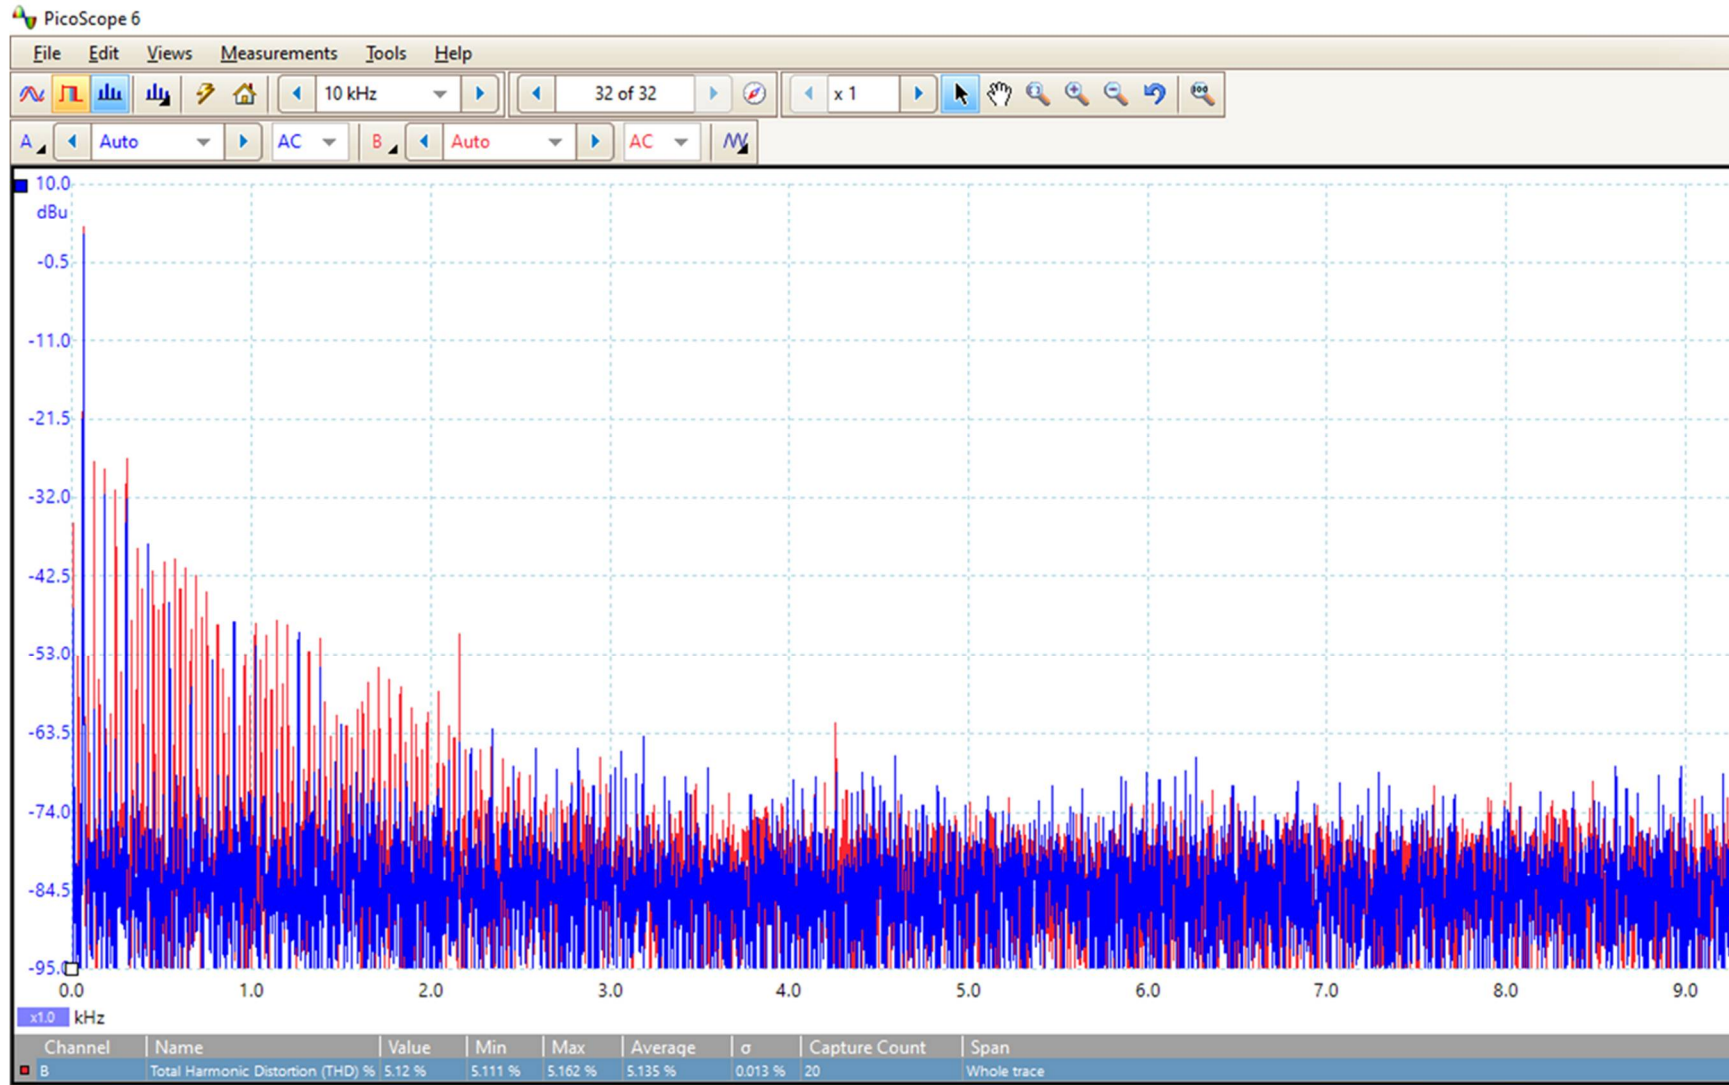 PicoScope 6
File Edit Views Measurements Tools Help
10 kHz 32 of 32 x 1
A Auto AC B Auto AC
10.0
dBu
-0.5
-11.0
-21.5
-32.0
-42.5
-53.0
-63.5
-74.0
-84.5
-95.0
0.0 1.0 2.0 3.0 4.0 5.0 6.0 7.0 8.0 9.0
x1.0 kHz
Channel Name Value Min Max Average σ Capture Count Span
B Total Harmonic Distortion (THD) % 5.12 % 5.111 % 5.162 % 5.135 % 0.013 % 20 Whole trace